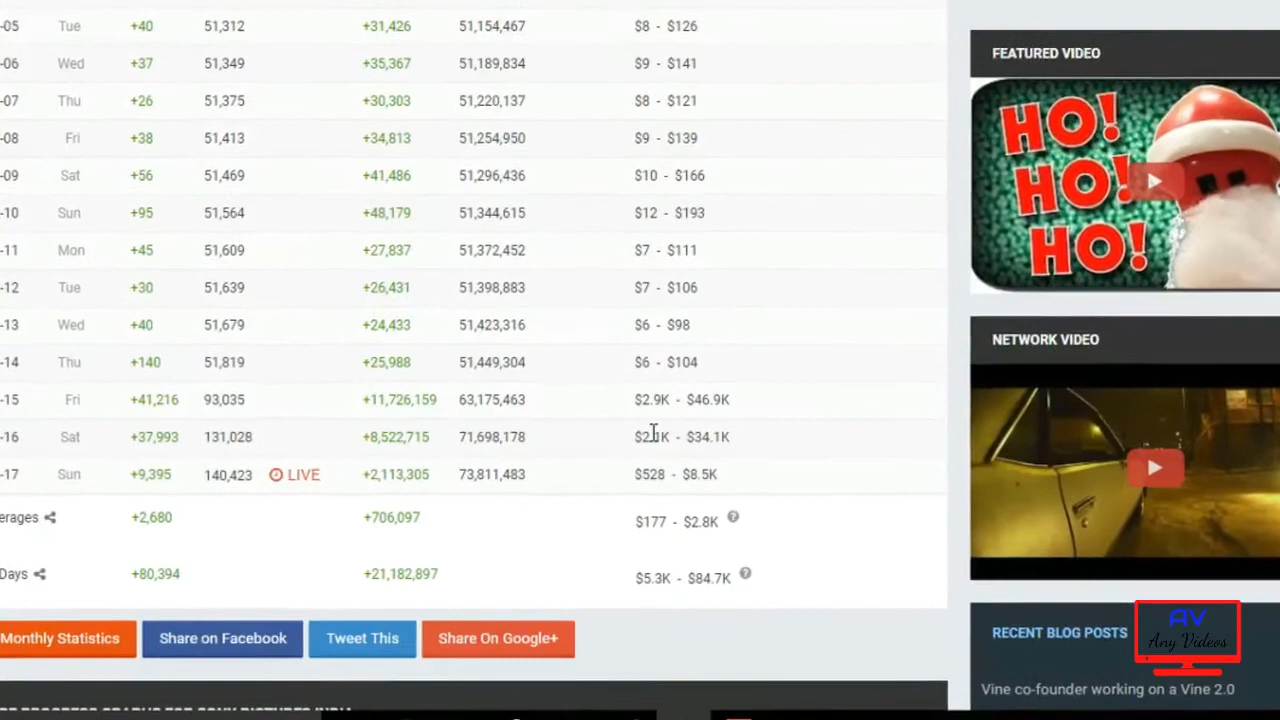 -05 Tue +40 51,312 +31,426 51,154,467 $8 - $126
-06 Wed +37 51,349 +35,367 51,189,834 $9 - $141
-07 Thu +26 51,375 +30,303 51,220,137 $8 - $121
-08 Fri +38 51,413 +34,813 51,254,950 $9 - $139
-09 Sat +56 51,469 +41,486 51,296,436 $10 - $166
-10 Sun +95 51,564 +48,179 51,344,615 $12 - $193
-11 Mon +45 51,609 +27,837 51,372,452 $7 - $111
-12 Tue +30 51,639 +26,431 51,398,883 $7 - $106
-13 Wed +40 51,679 +24,433 51,423,316 $6 - $98
-14 Thu +140 51,819 +25,988 51,449,304 $6 - $104
-15 Fri +41,216 93,035 +11,726,159 63,175,463 $2.9K - $46.9K
-16 Sat +37,993 131,028 +8,522,715 71,698,178 $2.1K - $34.1K
-17 Sun +9,395 140,423 LIVE +2,113,305 73,811,483 $528 - $8.5K
erages +2,680 +706,097 $177 - $2.8K
Days +80,394 +21,182,897 $5.3K - $84.7K
Monthly Statistics
Share on Facebook
Tweet This
Share On Google+
FEATURED VIDEO
HO!
HO!
HO!
NETWORK VIDEO
RECENT BLOG POSTS
Vine co-founder working on a Vine 2.0
AV
Any Videos